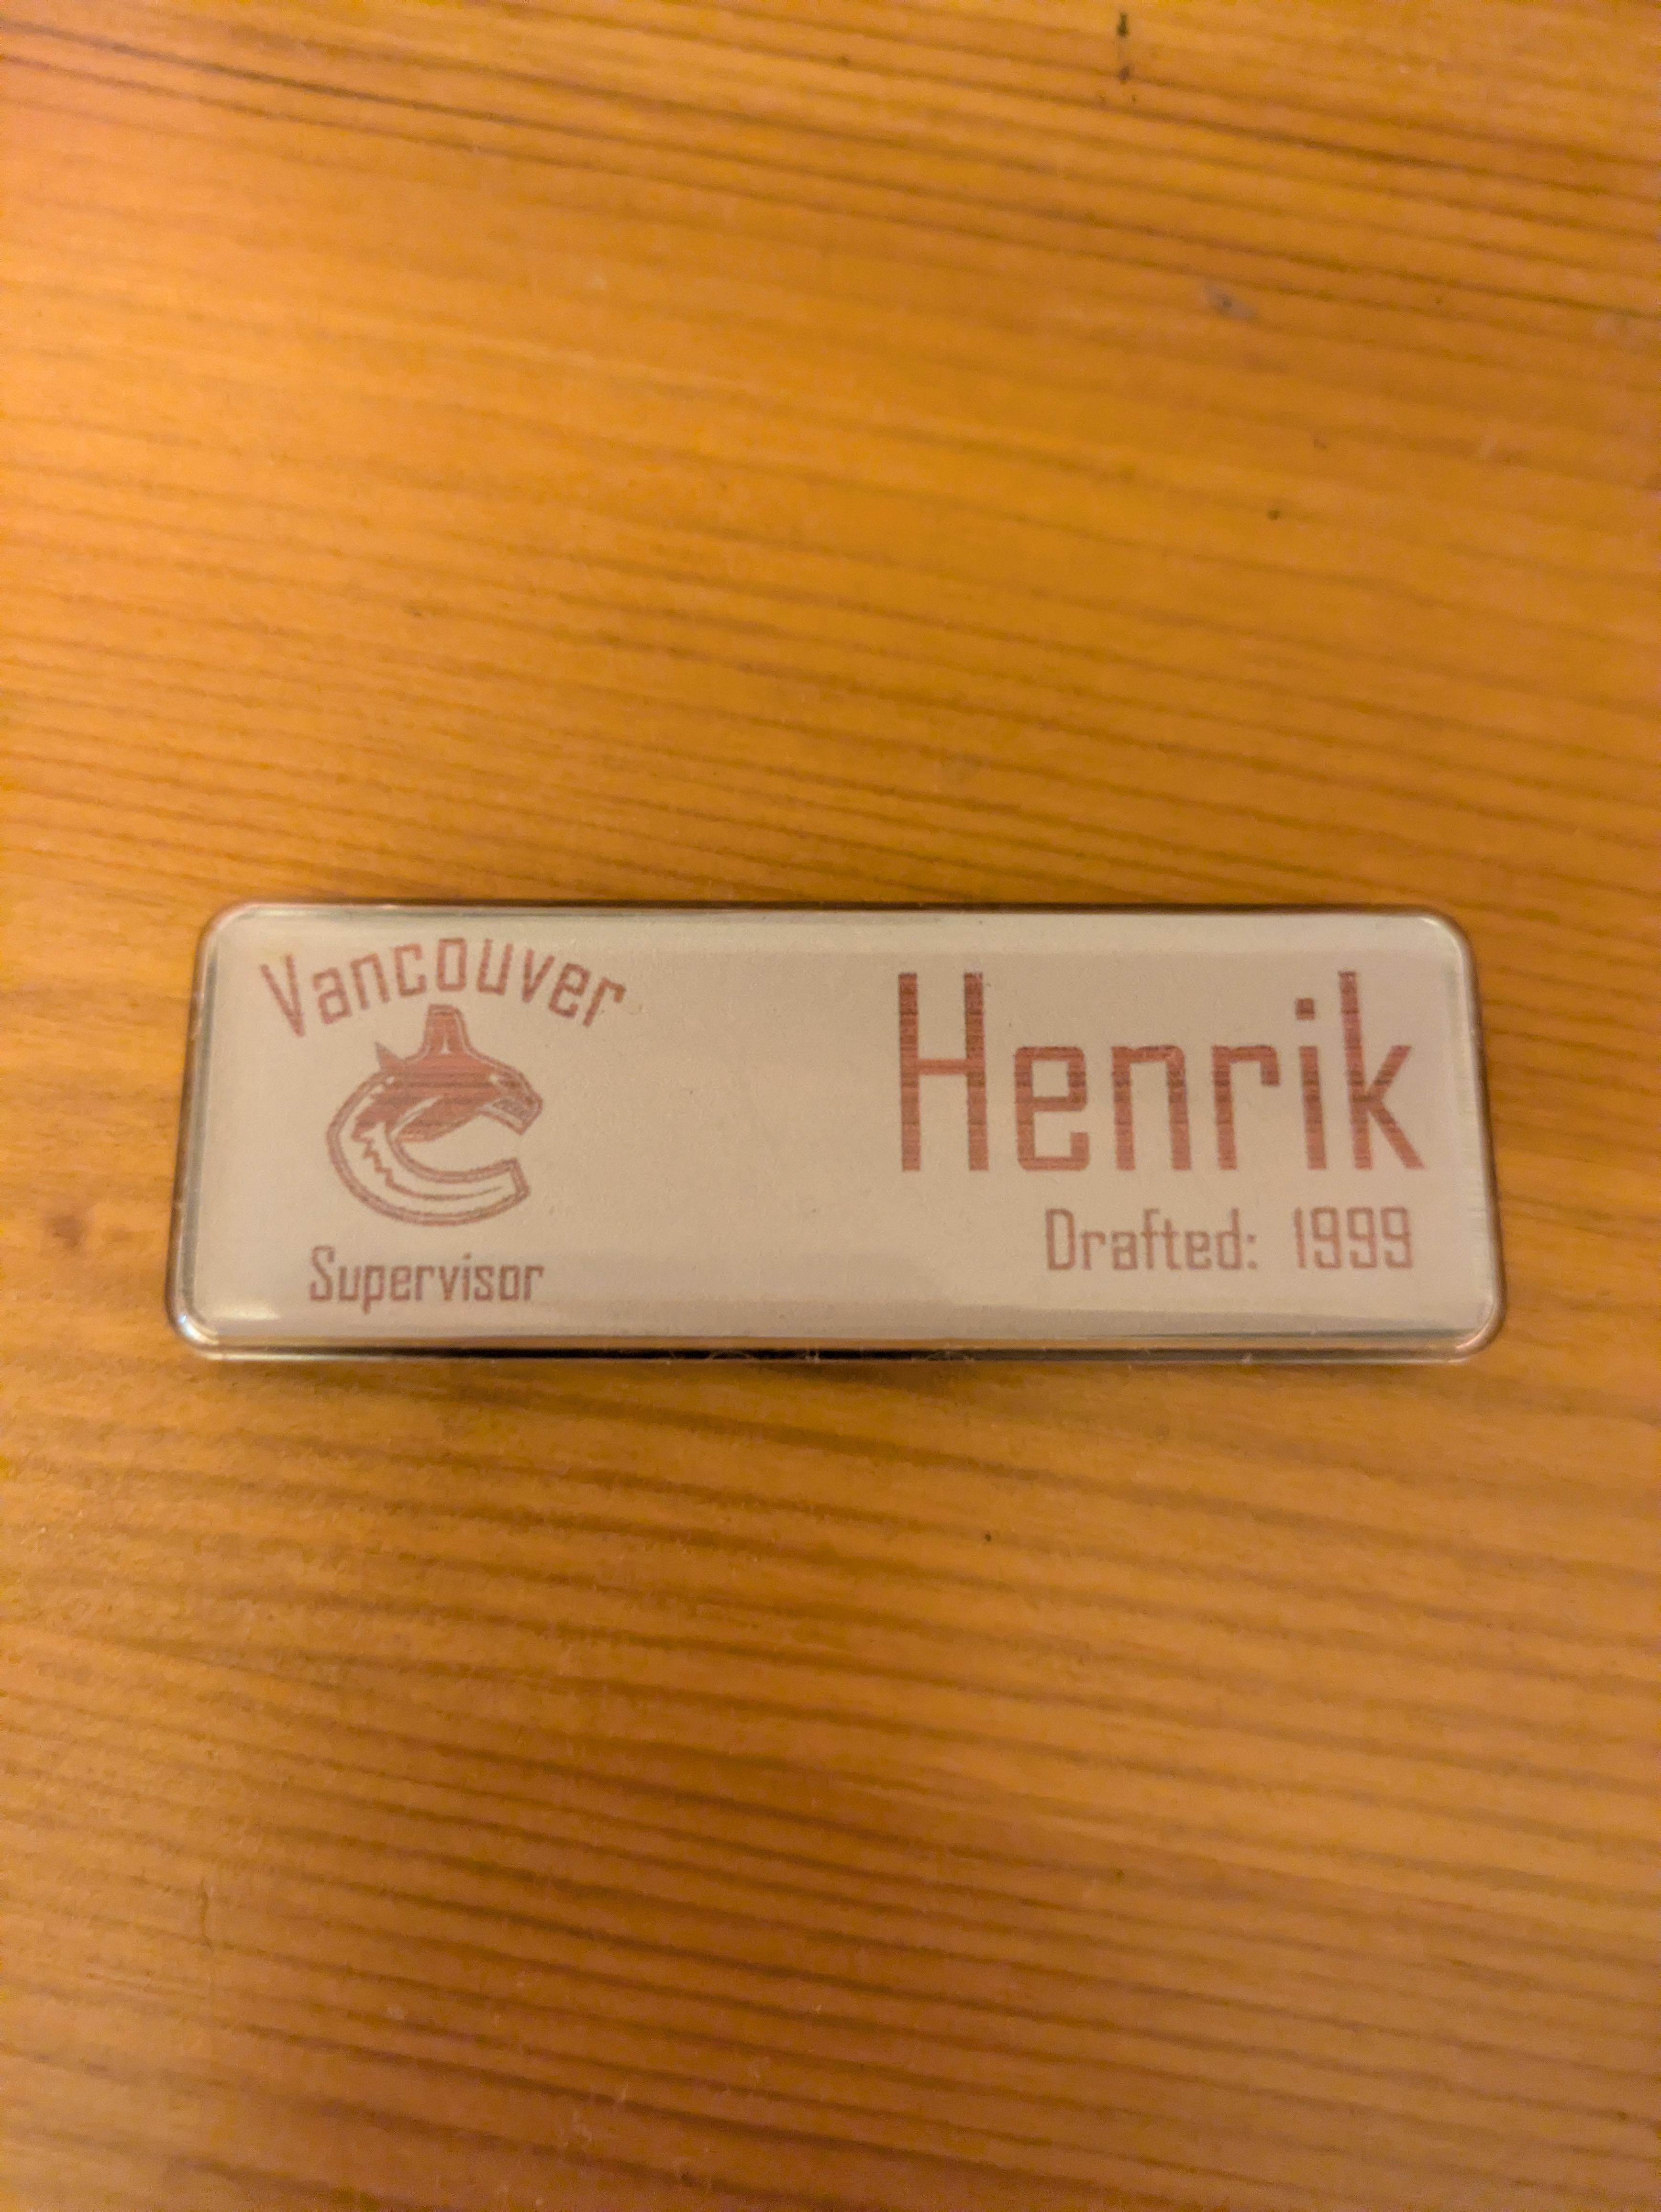 Vancouver
Supervisor
Henrik
Drafted: 1999